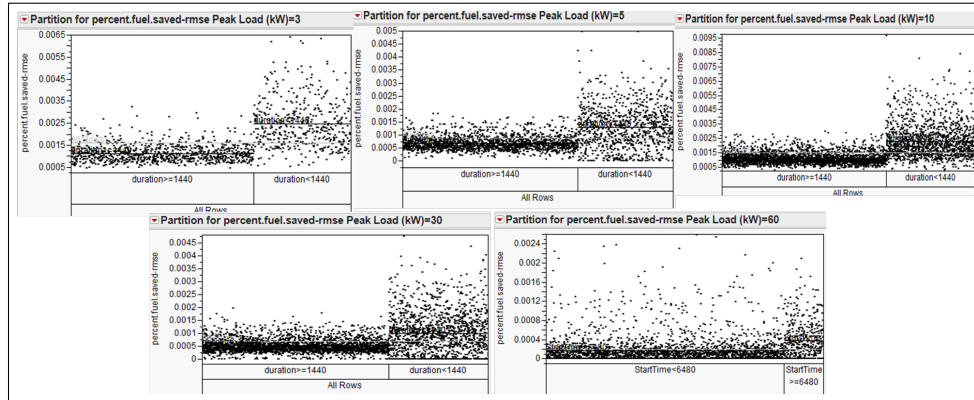 Partition for percent.fuel.saved-rmse Peak Load (kW)=3
percent.fuel.saved-rmse
0.0065
0.0055
0.0045
0.0035
0.0025
0.0015
0.0005
duration>=1440
duration<1440
All Rows
Partition for percent.fuel.saved-rmse Peak Load (kW)=5
percent.fuel.saved-rmse
0.005
0.0045
0.004
0.0035
0.003
0.0025
0.002
0.0015
0.001
0.0005
0
duration>=1440
duration<1440
All Rows
Partition for percent.fuel.saved-rmse Peak Load (kW)=10
percent.fuel.saved-rmse
0.0095
0.0085
0.0075
0.0065
0.0055
0.0045
0.0035
0.0025
0.0015
0.0005
duration>=1440
duration<1440
All Rows
Partition for percent.fuel.saved-rmse Peak Load (kW)=30
percent.fuel.saved-rmse
0.0045
0.004
0.0035
0.003
0.0025
0.002
0.0015
0.001
0.0005
0
duration>=1440
duration<1440
All Rows
Partition for percent.fuel.saved-rmse Peak Load (kW)=60
percent.fuel.saved-rmse
0.0024
0.002
0.0016
0.0012
0.0008
0.0004
0
StartTime<6480
StartTime
>=6480